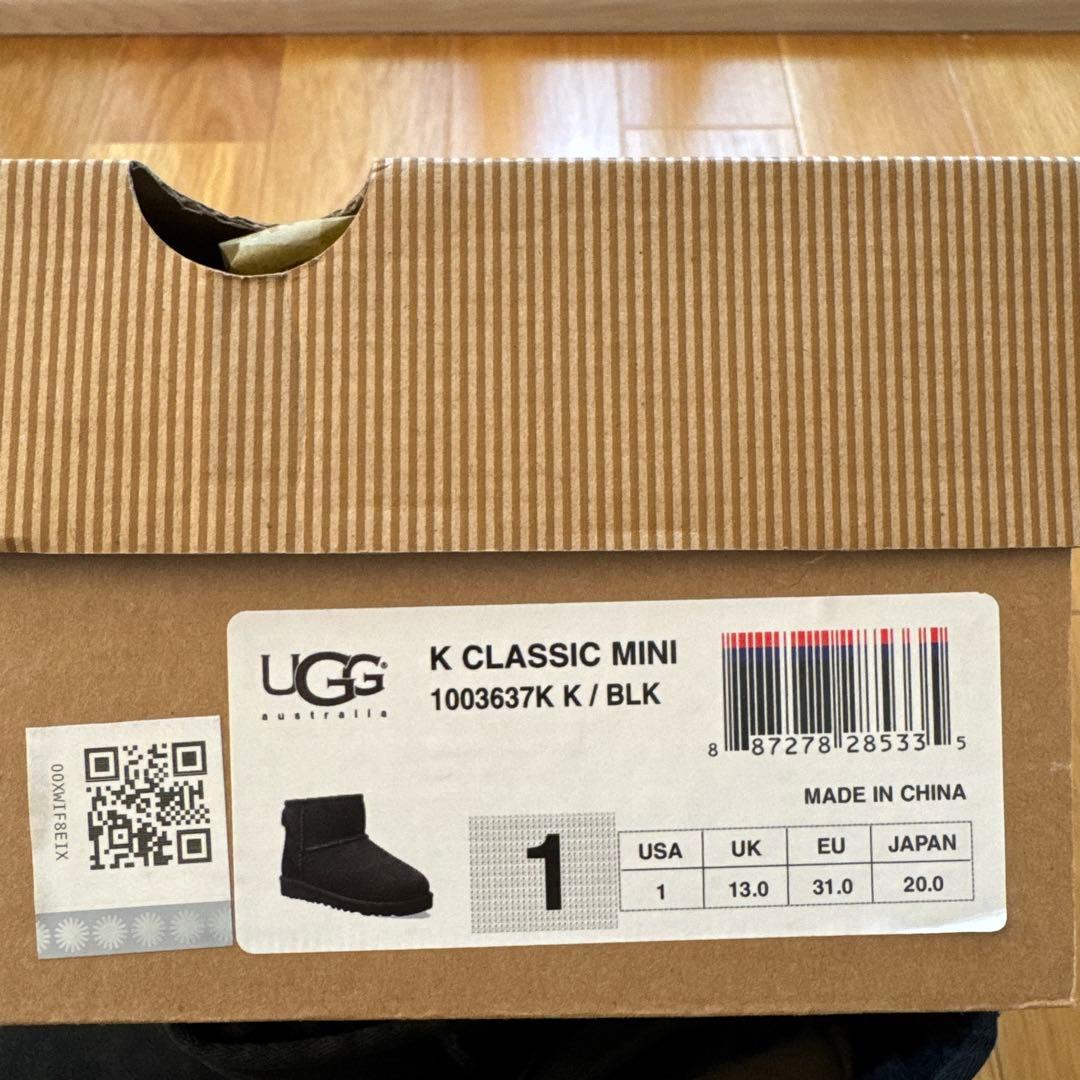 UGG®
australia
K CLASSIC MINI
1003637K K / BLK
8 87278 28533 5
MADE IN CHINA
1
USA UK EU JAPAN
1 13.0 31.0 20.0
00XWIF8EIX